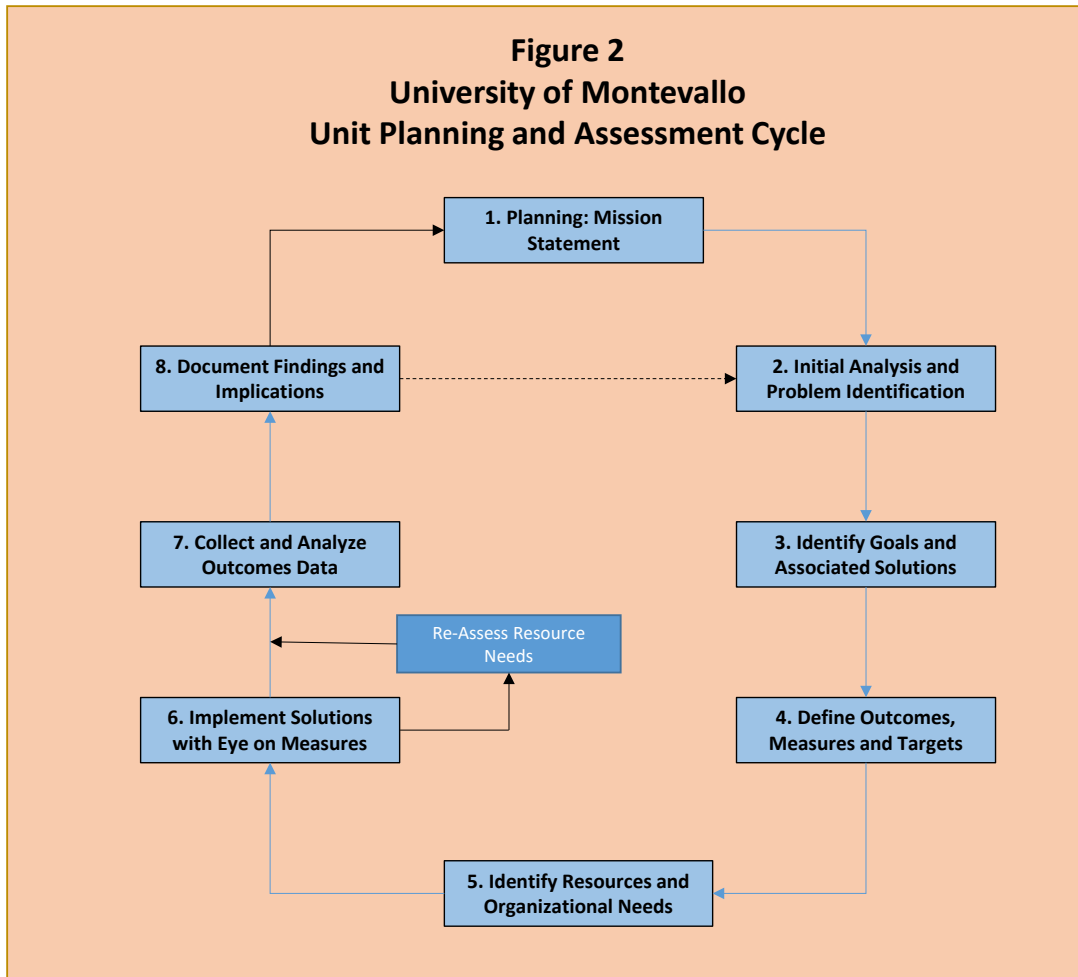 Figure 2
University of Montevallo
Unit Planning and Assessment Cycle
1. Planning: Mission
Statement
2. Initial Analysis and
Problem Identification
3. Identify Goals and
Associated Solutions
4. Define Outcomes,
Measures and Targets
5. Identify Resources and
Organizational Needs
6. Implement Solutions
with Eye on Measures
Re-Assess Resource
Needs
7. Collect and Analyze
Outcomes Data
8. Document Findings and
Implications